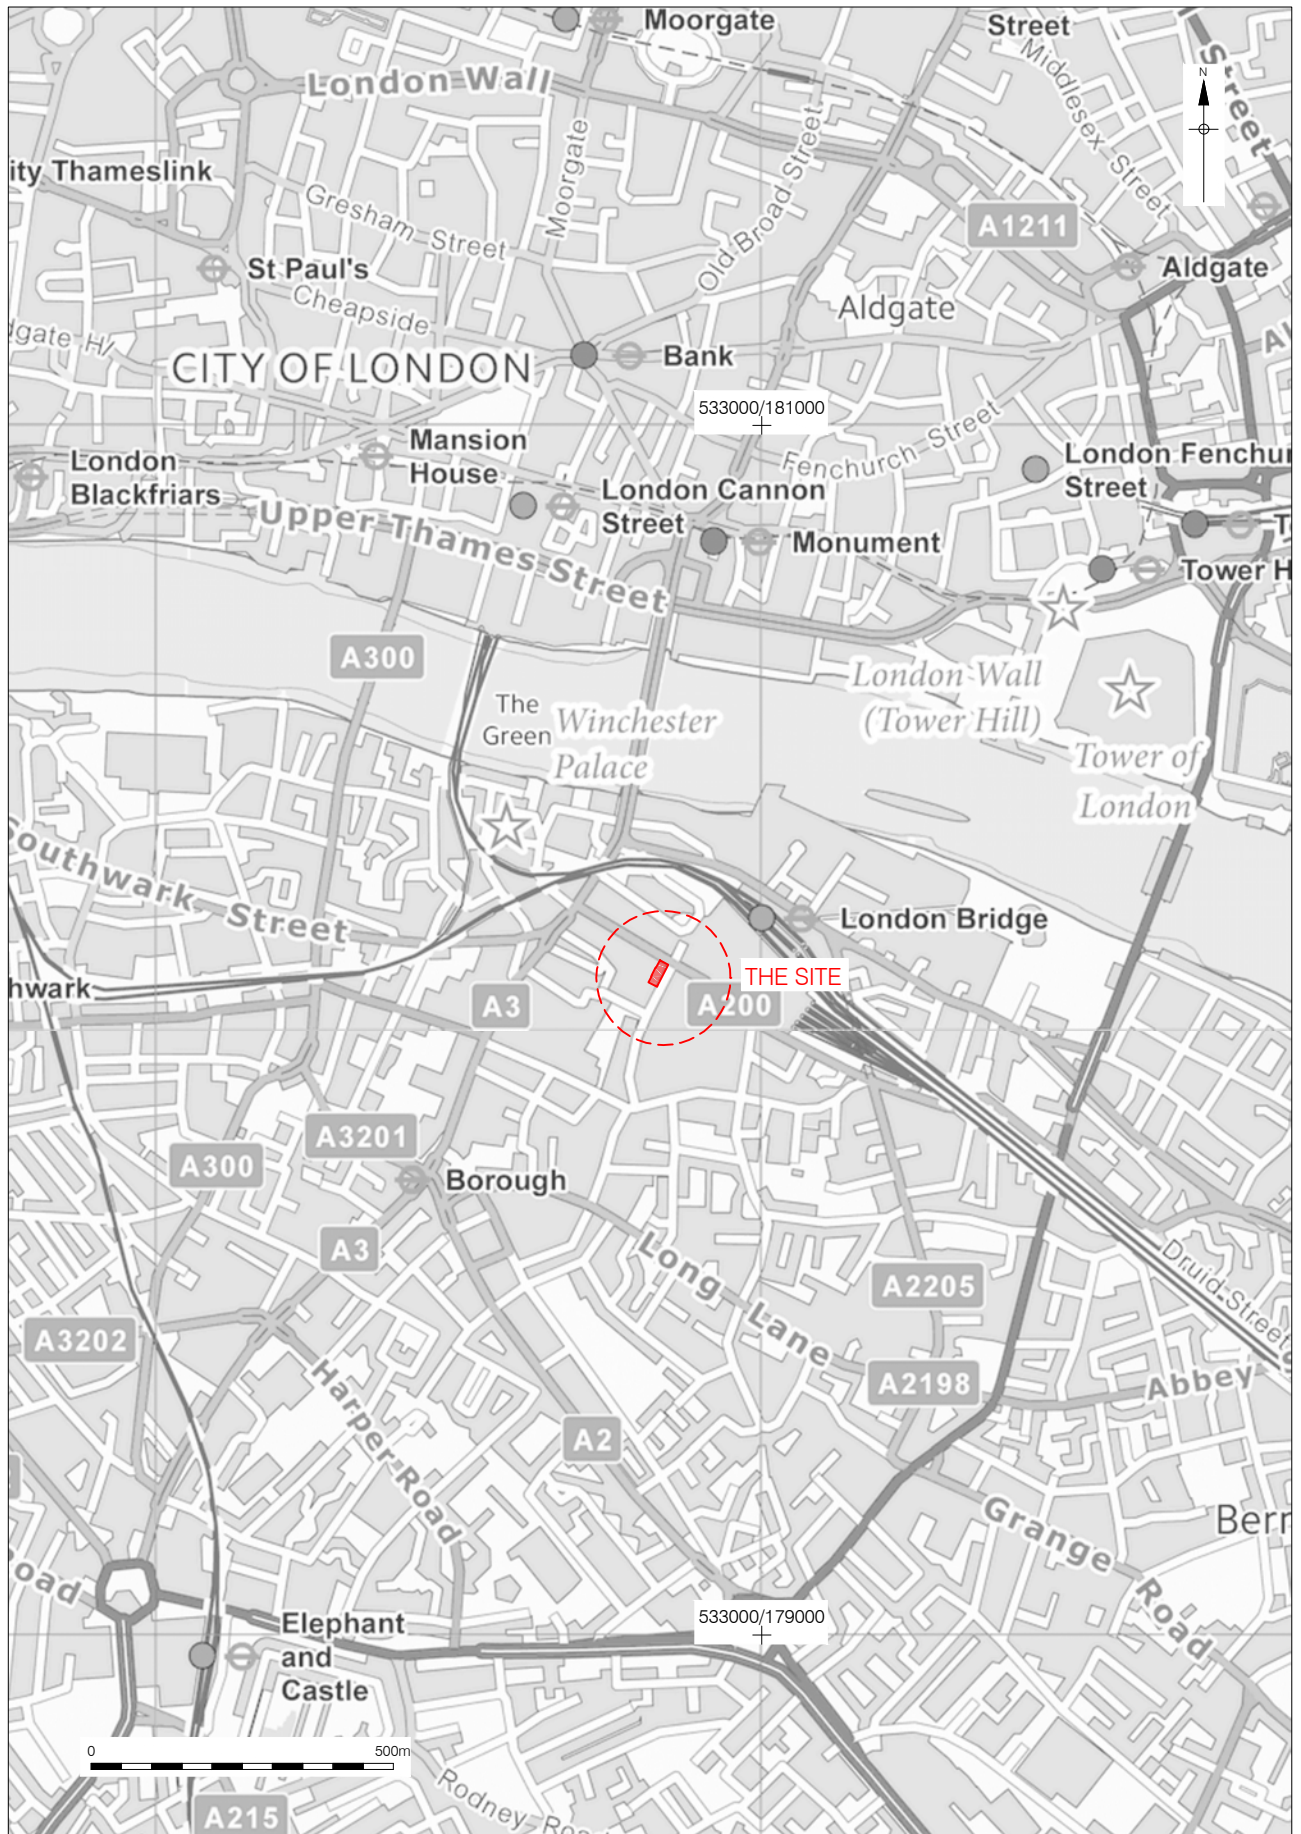 Moorgate
Street
Middlesex Street
Street
N
London Wall
ity Thameslink
Moorgate
Gresham Street
Old Broad Street
A1211
St Paul's
Aldgate
Cheapside
Aldgate
dgate H
CITY OF LONDON
Bank
533000/181000
Mansion
House
Fenchurch Street
London
Blackfriars
London Fenchur
Street
London Cannon
Street
Upper Thames Street
Monument
Tower H
A300
London Wall
(Tower Hill)
The
Green
Winchester
Palace
Tower of
London
Southwark Street
London Bridge
THE SITE
hwark
A3
A200
A3201
A300
Borough
A3
Long Lane
Druid Street
A2205
A3202
A2198
Abbey
Harper Road
A2
Grange Road
Berr
oad
533000/179000
Elephant
and
Castle
0
500m
Rodney Roa
A215